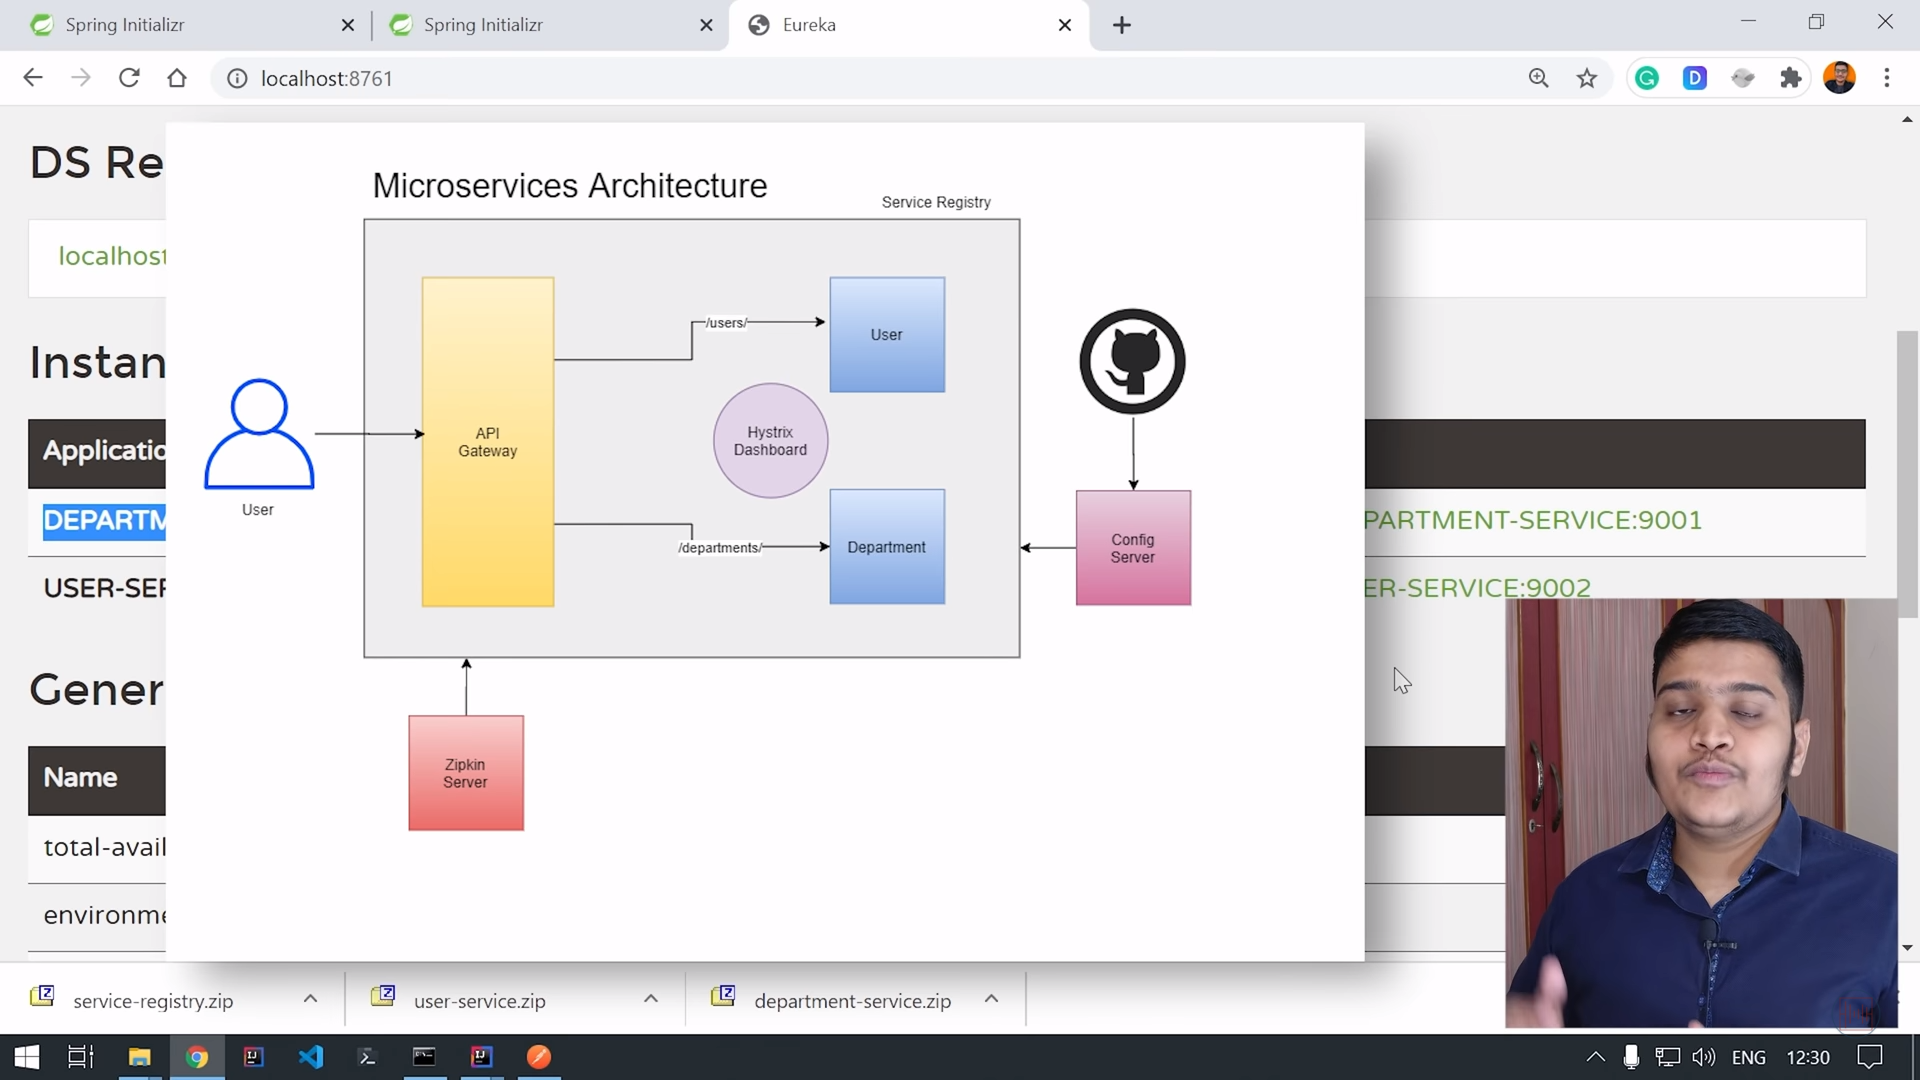 Spring Initializr
Spring Initializr
Eureka
localhost:8761
DS Re
localhost
Instan
Applicatio
DEPARTM
PARTMENT-SERVICE:9001
USER-SER
ER-SERVICE:9002
Gener
Name
total-avail
environme
Microservices Architecture
Service Registry
/users/
User
API
Gateway
Hystrix
Dashboard
User
/departments/
Department
Config
Server
Zipkin
Server
service-registry.zip
user-service.zip
department-service.zip
ENG
12:30